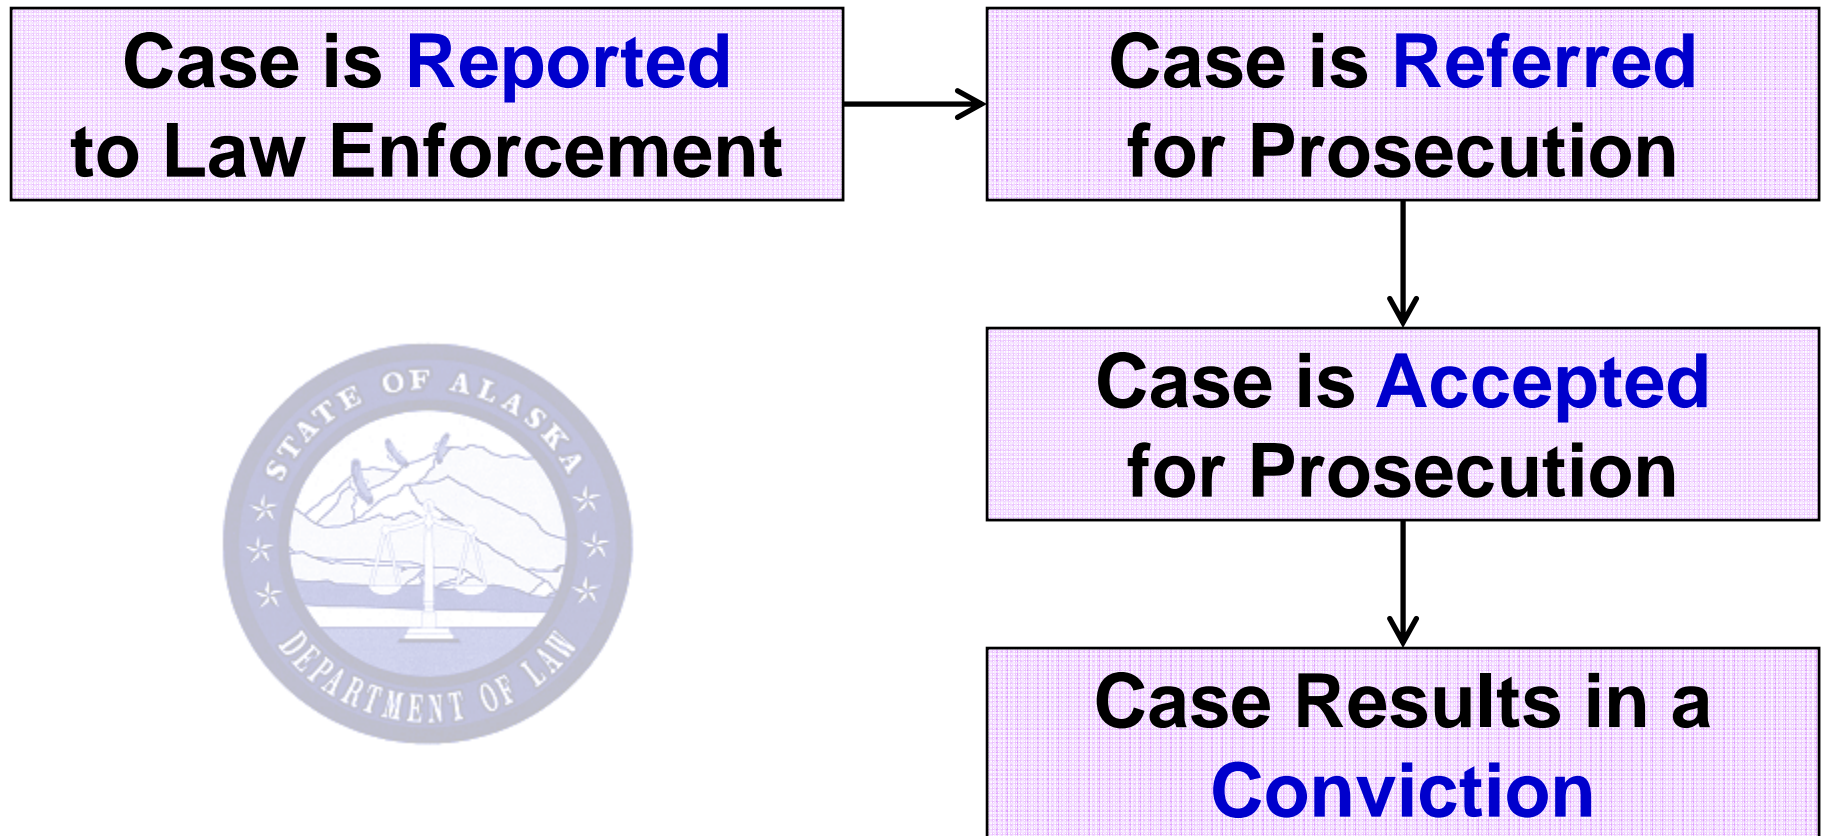 Case is Reported
to Law Enforcement
Case is Referred
for Prosecution
Case is Accepted
for Prosecution
Case Results in a
Conviction
STATE OF ALASKA
DEPARTMENT OF LAW